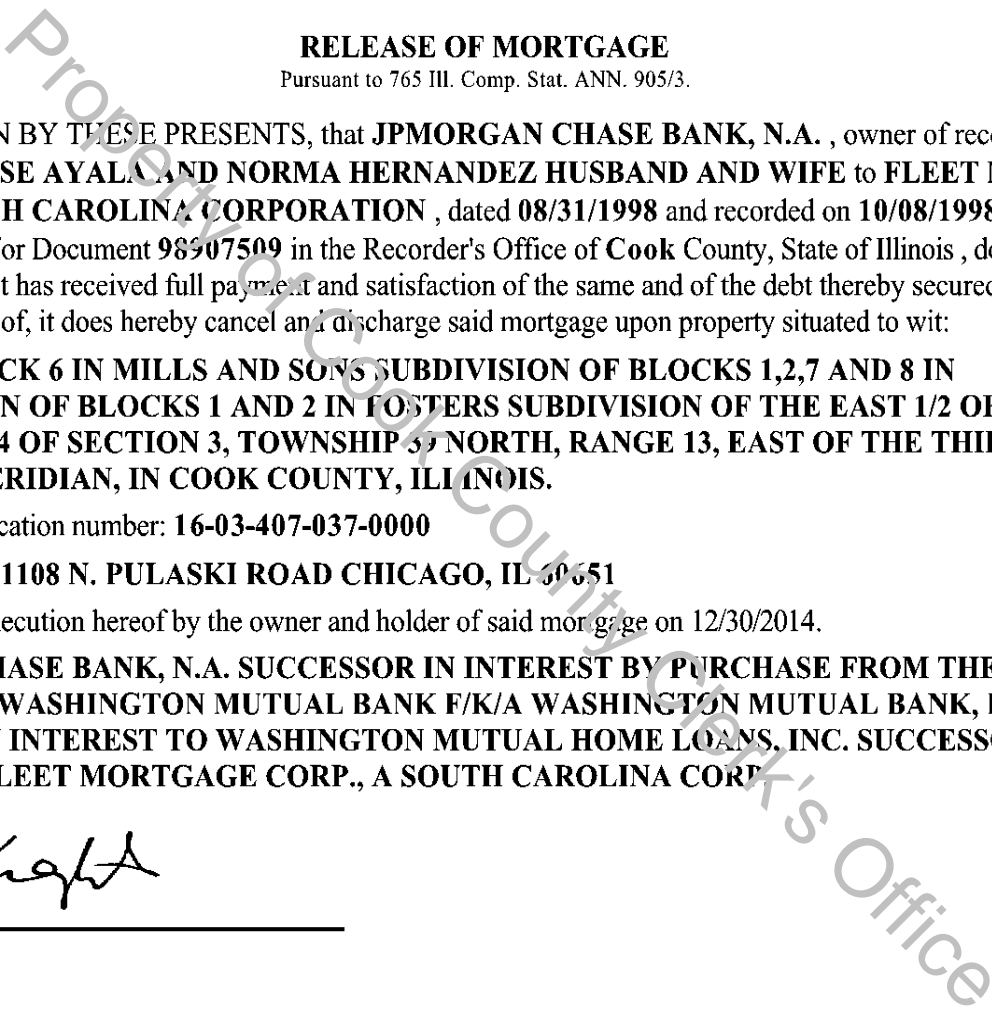 RELEASE OF MORTGAGE
Pursuant to 765 Ill. Comp. Stat. ANN. 905/3.
N BY THESE PRESENTS, that JPMORGAN CHASE BANK, N.A. , owner of rec
SE AYALA AND NORMA HERNANDEZ HUSBAND AND WIFE to FLEET
H CAROLINA CORPORATION , dated 08/31/1998 and recorded on 10/08/1998
or Document 98907509 in the Recorder's Office of Cook County, State of Illinois , d
t has received full payment and satisfaction of the same and of the debt thereby secured
of, it does hereby cancel and discharge said mortgage upon property situated to wit:
CK 6 IN MILLS AND SONS SUBDIVISION OF BLOCKS 1,2,7 AND 8 IN
N OF BLOCKS 1 AND 2 IN FOSTERS SUBDIVISION OF THE EAST 1/2 OF
4 OF SECTION 3, TOWNSHIP 39 NORTH, RANGE 13, EAST OF THE THI
ERIDIAN, IN COOK COUNTY, ILLINOIS.
cation number: 16-03-407-037-0000
1108 N. PULASKI ROAD CHICAGO, IL 60651
ecution hereof by the owner and holder of said mortgage on 12/30/2014.
HASE BANK, N.A. SUCCESSOR IN INTEREST BY PURCHASE FROM THE
WASHINGTON MUTUAL BANK F/K/A WASHINGTON MUTUAL BANK,
INTEREST TO WASHINGTON MUTUAL HOME LOANS, INC. SUCCESS
LEET MORTGAGE CORP., A SOUTH CAROLINA CORP
Property of Cook County Clerk's Office